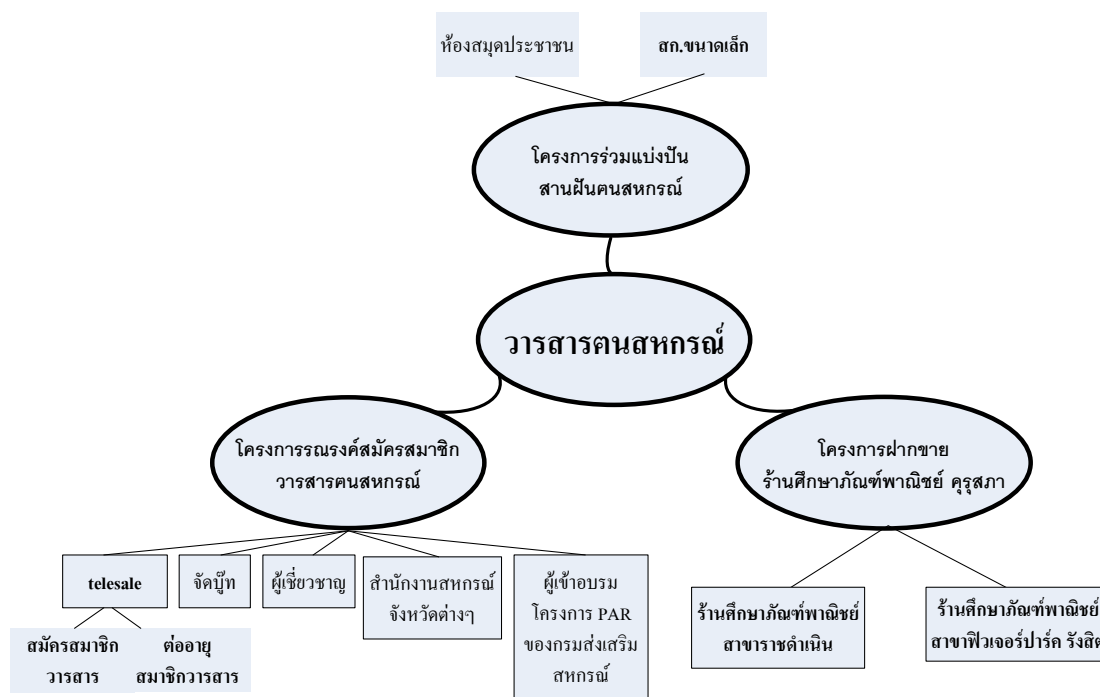 ห้องสมุดประชาชน
สก.ขนาดเล็ก
โครงการร่วมแบ่งปัน
สานฝันฅนสหกรณ์
วารสารฅนสหกรณ์
โครงการรณรงค์สมัครสมาชิก
วารสารฅนสหกรณ์
โครงการฝากขาย
ร้านศึกษาภัณฑ์พาณิชย์ คุรุสภา
telesale
จัดบู๊ท
ผู้เชี่ยวชาญ
สำนักงานสหกรณ์
จังหวัดต่างๆ
ผู้เข้าอบรม
โครงการ PAR
ของกรมส่งเสริม
สหกรณ์
ร้านศึกษาภัณฑ์พาณิชย์
สาขาราชดำเนิน
ร้านศึกษาภัณฑ์พาณิชย์
สาขาฟิวเจอร์ปาร์ค รังสิต
สมัครสมาชิก
วารสาร
ต่ออายุ
สมาชิกวารสาร